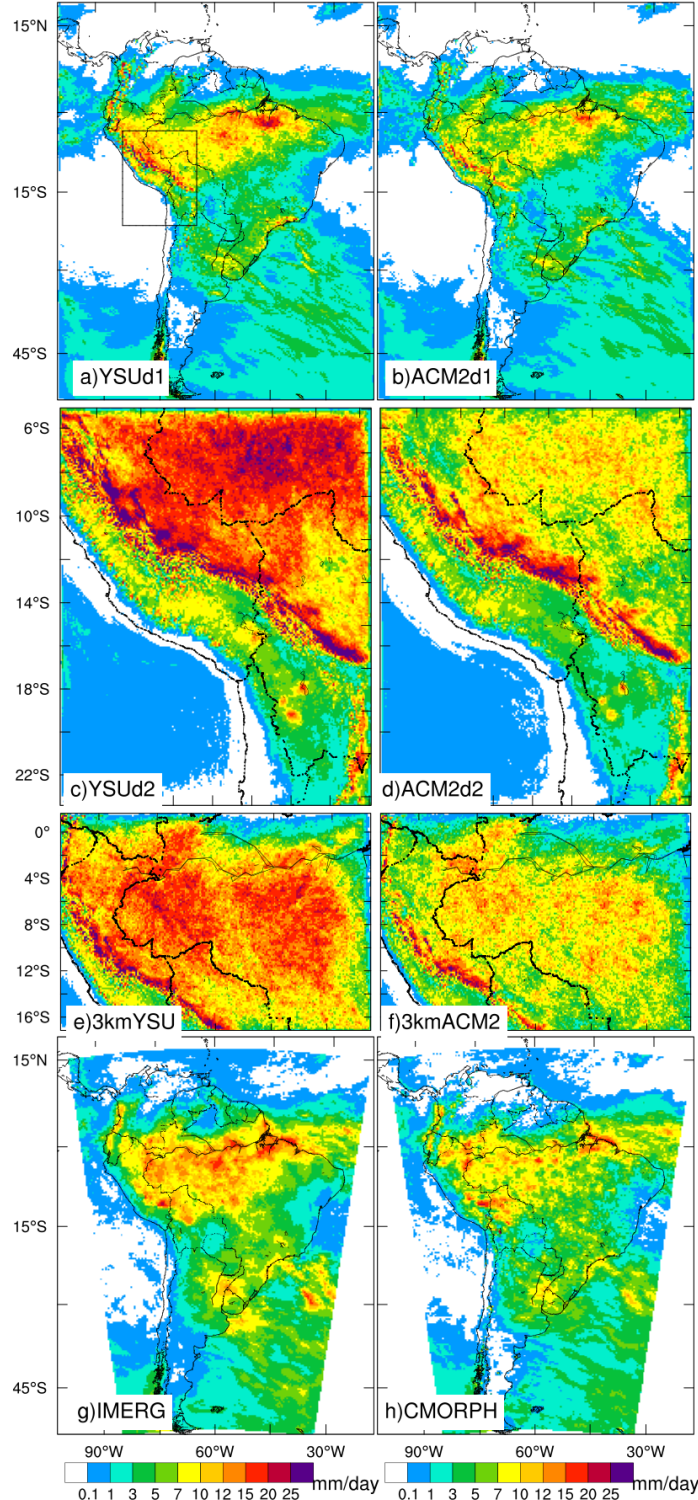 15°N
15°S
45°S
a)YSUd1
b)ACM2d1
6°S
10°S
14°S
18°S
22°S
c)YSUd2
d)ACM2d2
0°
4°S
8°S
12°S
16°S
e)3kmYSU
f)3kmACM2
15°N
15°S
45°S
g)IMERG
h)CMORPH
90°W 60°W 30°W 90°W 60°W 30°W
0.1 1 3 5 7 10 12 15 20 25 mm/day 0.1 1 3 5 7 10 12 15 20 25 mm/day